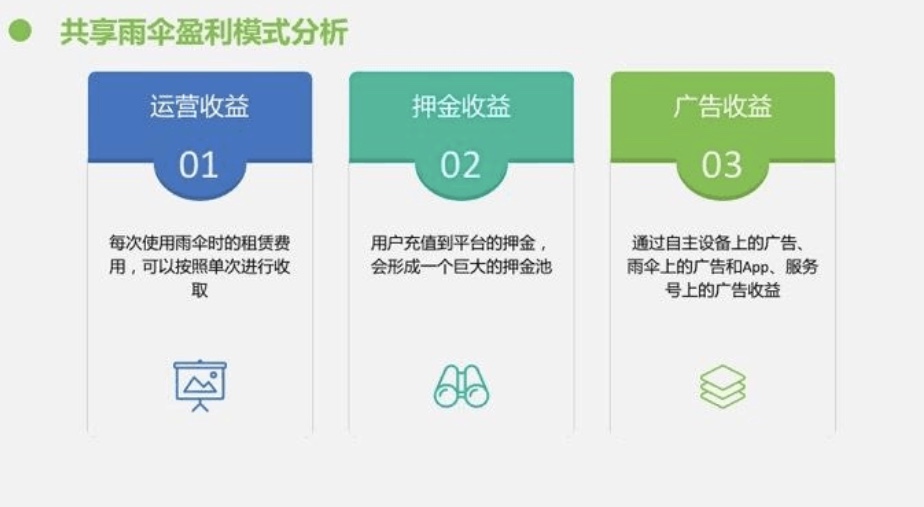 共享雨伞盈利模式分析
运营收益
01
每次使用雨伞时的租赁费
用，可以按照单次进行收
取
押金收益
02
用户充值到平台的押金，
会形成一个巨大的押金池
广告收益
03
通过自主设备上的广告、
雨伞上的广告和App、服务
号上的广告收益